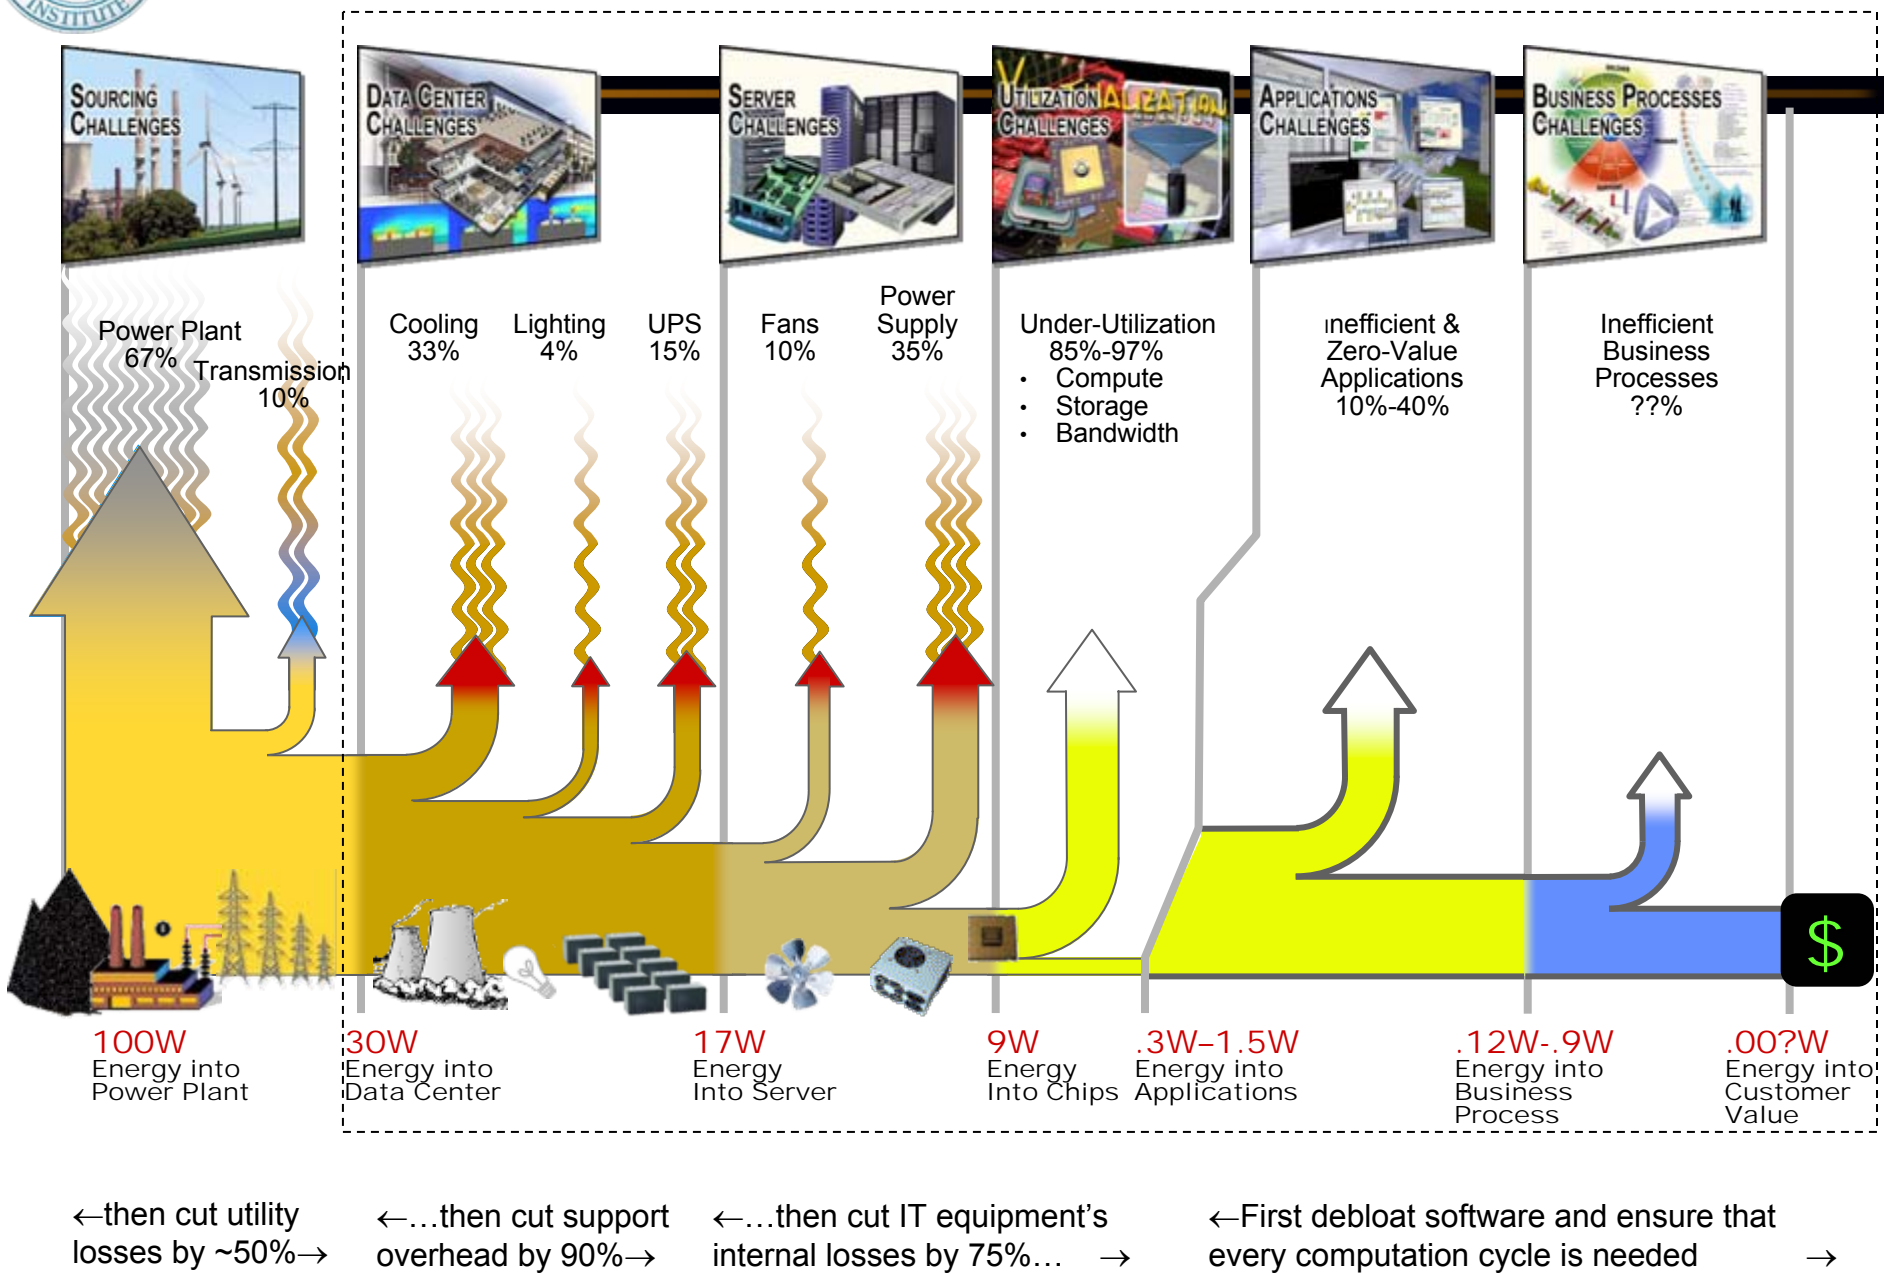 INSTITUTE
SOURCING
CHALLENGES
DATA CENTER
CHALLENGES
SERVER
CHALLENGES
UTILIZATION
CHALLENGES
APPLICATIONS
CHALLENGES
BUSINESS PROCESSES
CHALLENGES
Power Plant
67%
Transmission
10%
Cooling
33%
Lighting
4%
UPS
15%
Fans
10%
Power
Supply
35%
Under-Utilization
85%-97%
• Compute
• Storage
• Bandwidth
Inefficient &
Zero-Value
Applications
10%-40%
Inefficient
Business
Processes
??%
$
100W
Energy into
Power Plant
30W
Energy into
Data Center
17W
Energy
Into Server
9W
Energy
Into Chips
.3W–1.5W
Energy into
Applications
.12W-.9W
Energy into
Business
Process
.00?W
Energy into
Customer
Value
←then cut utility
losses by ~50%→
←…then cut support
overhead by 90%→
←…then cut IT equipment’s
internal losses by 75%… →
←First debloat software and ensure that
every computation cycle is needed →